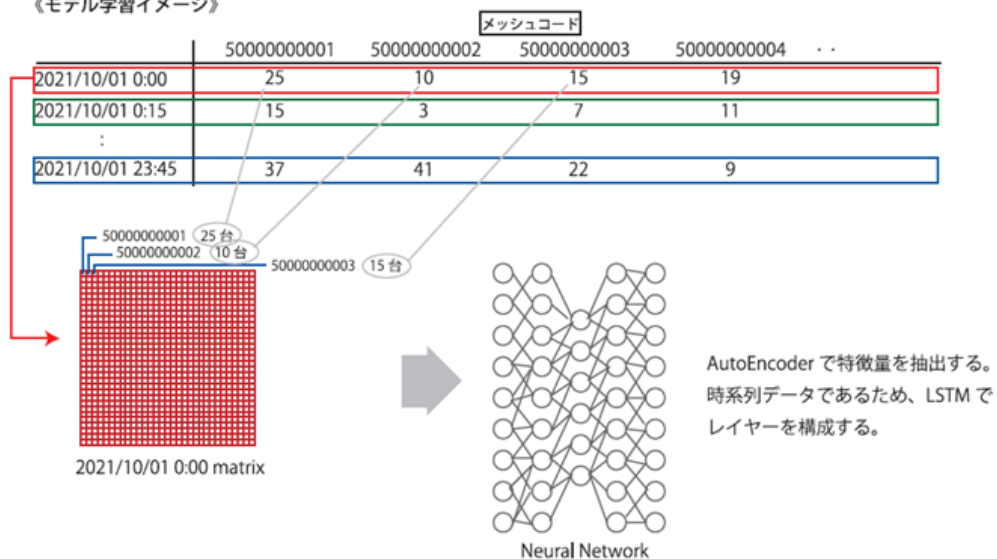 《モデル学習イメージ》
メッシュコード
50000000001 50000000002 50000000003 50000000004 ・・
2021/10/01 0:00 25 10 15 19
2021/10/01 0:15 15 3 7 11
:
2021/10/01 23:45 37 41 22 9
50000000001 25 台
50000000002 10 台
50000000003 15 台
AutoEncoder で特徴量を抽出する。
時系列データであるため、LSTM で
レイヤーを構成する。
2021/10/01 0:00 matrix
Neural Network